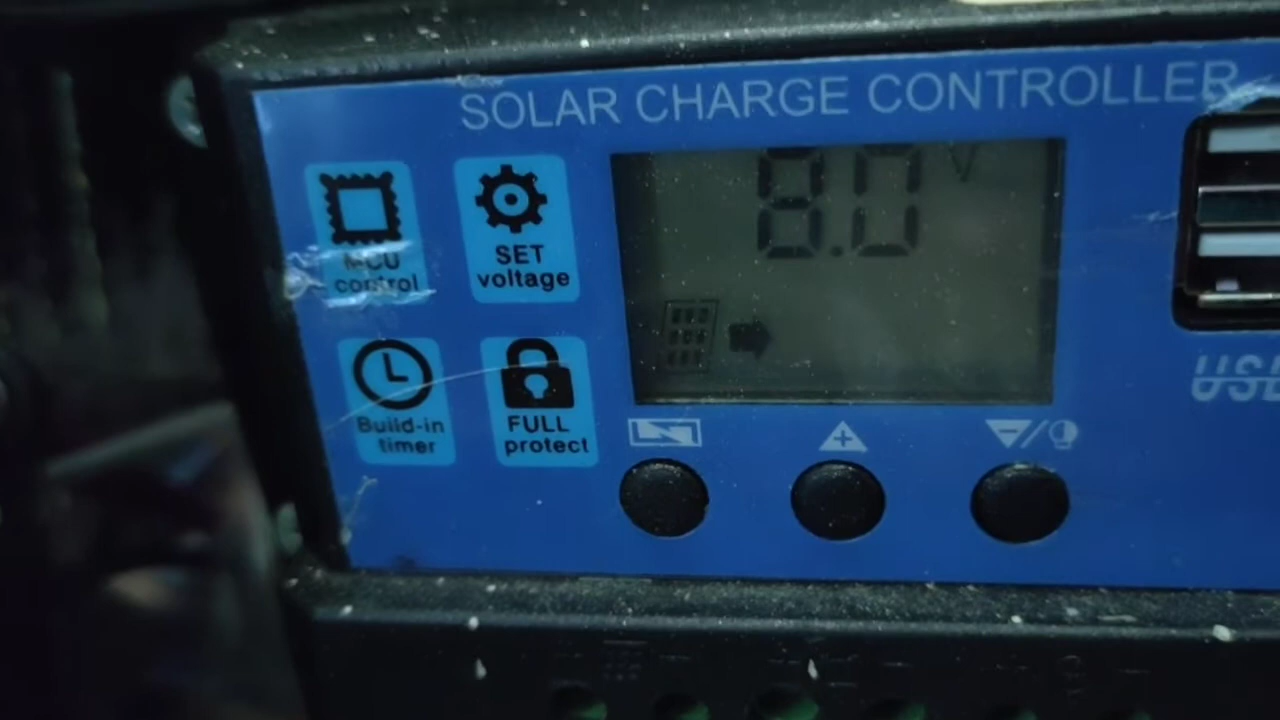 SOLAR CHARGE CONTROLLER
8.0 V
MCU
control
SET
voltage
Build-in
timer
FULL
protect
USB